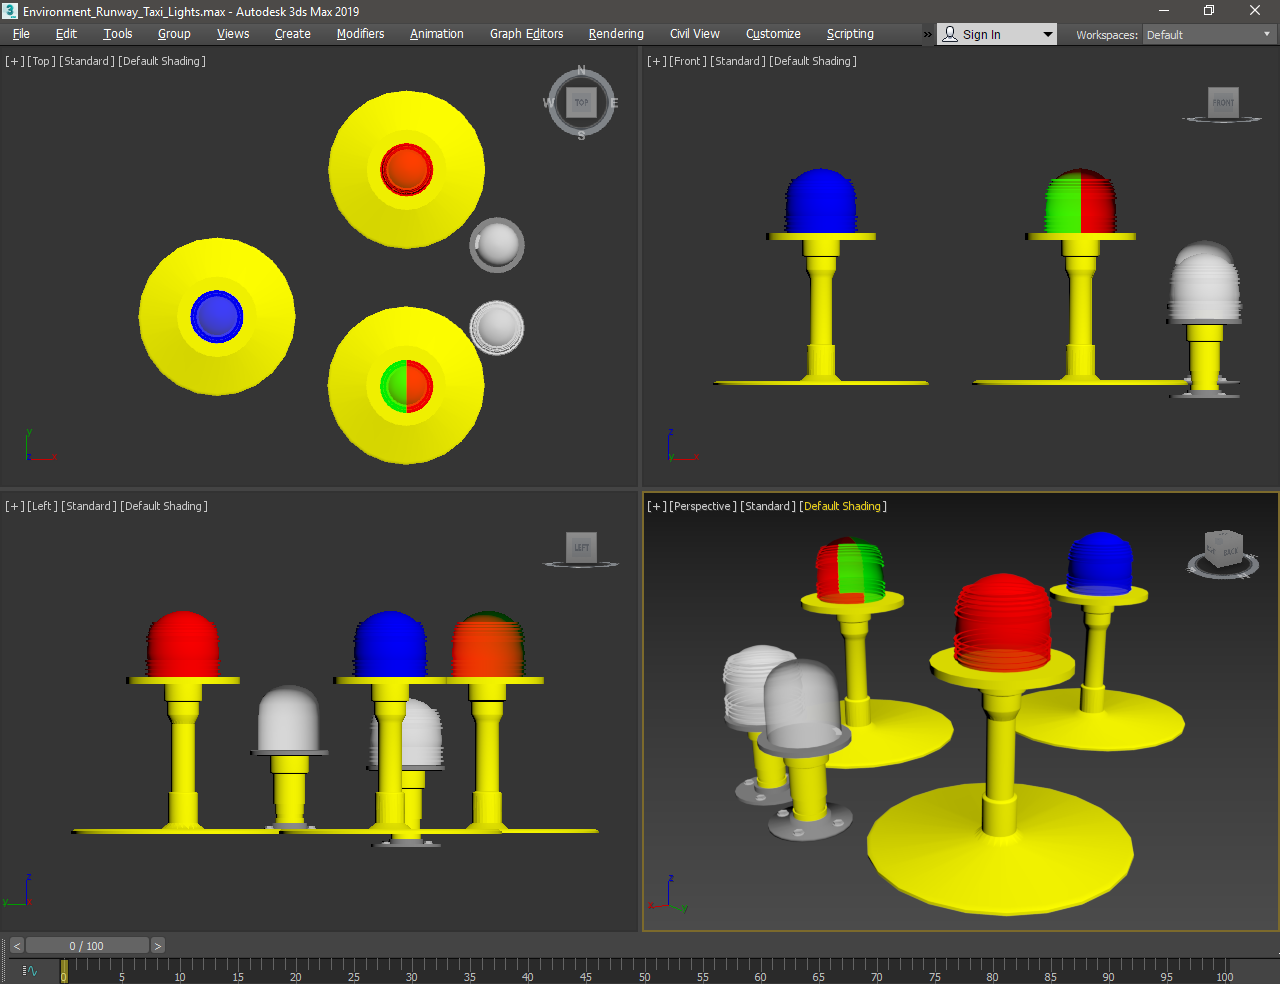 3 Environment_Runway_Taxi_Lights.max - Autodesk 3ds Max 2019
File Edit Tools Group Views Create Modifiers Animation Graph Editors Rendering Civil View Customize Scripting » Sign In Workspaces: Default
[+] [Top] [Standard] [Default Shading]
N
W TOP E
S
y
z x
[+] [Front] [Standard] [Default Shading]
FRONT
z
y x
[+] [Left] [Standard] [Default Shading]
LEFT
z
y x
[+] [Perspective] [Standard] [Default Shading]
BACK
z
x y
< 0 / 100 >
0 5 10 15 20 25 30 35 40 45 50 55 60 65 70 75 80 85 90 95 100